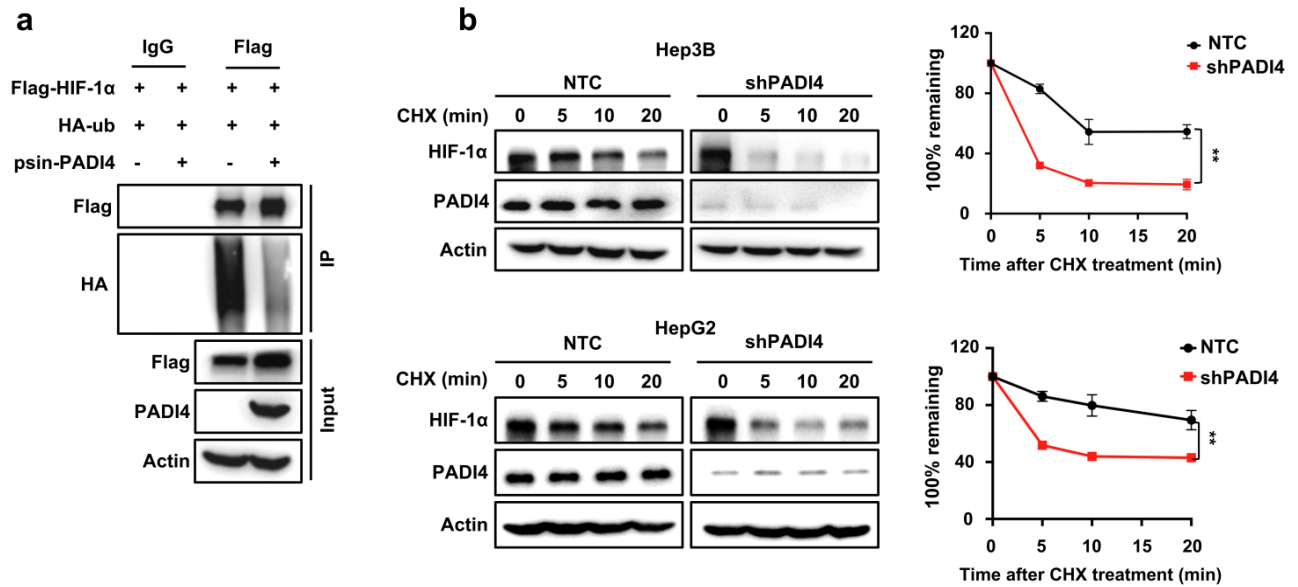 a
IgG Flag
Flag-HIF-1α + + + +
HA-ub + + + +
psin-PADI4 - + - +
Flag
HA
IP
Flag
PADI4
Actin
Input
b
Hep3B
NTC shPADI4
CHX (min) 0 5 10 20 0 5 10 20
HIF-1α
PADI4
Actin
120
80
40
0
100% remaining
0 5 10 15 20
Time after CHX treatment (min)
NTC
shPADI4
**
HepG2
NTC shPADI4
CHX (min) 0 5 10 20 0 5 10 20
HIF-1α
PADI4
Actin
120
80
40
0
100% remaining
0 5 10 15 20
Time after CHX treatment (min)
NTC
shPADI4
**